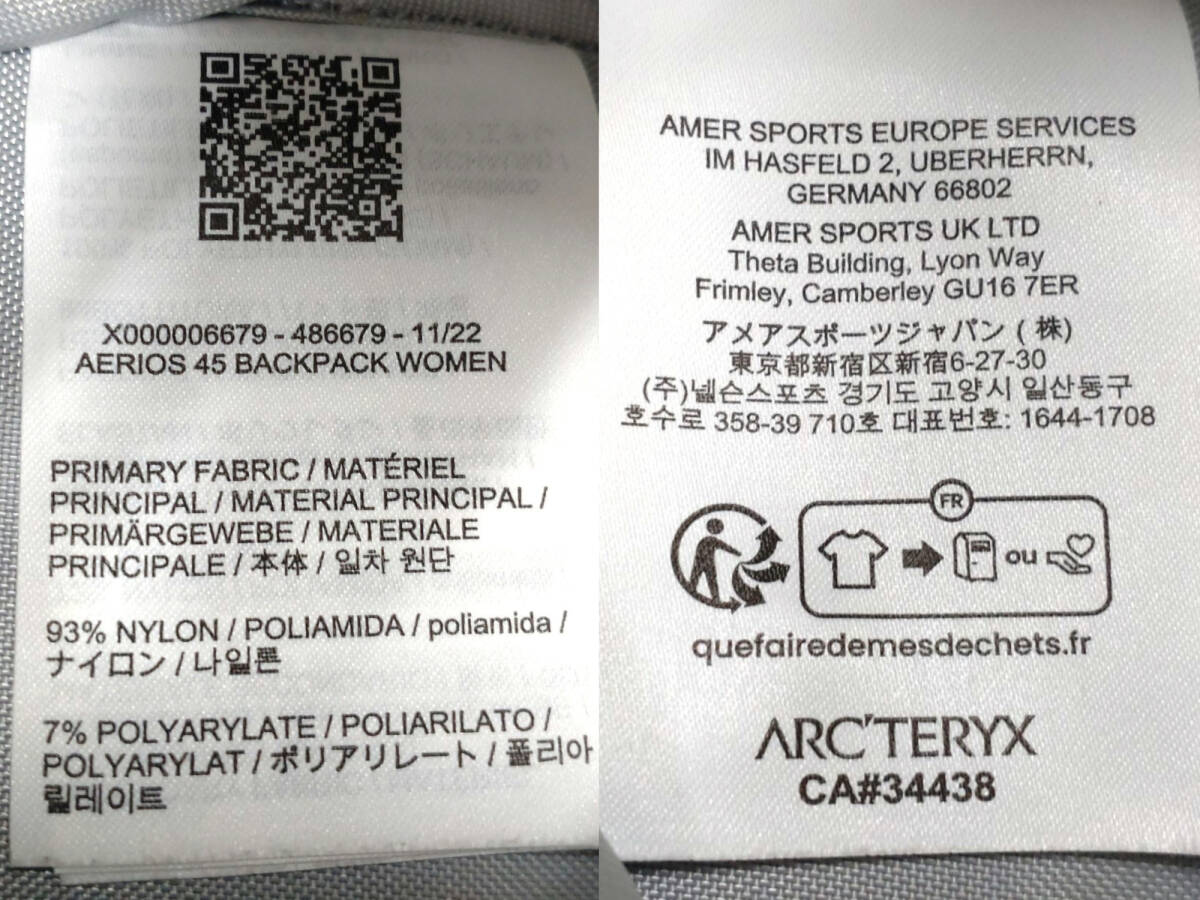 X000006679 - 486679 - 11/22
AERIOS 45 BACKPACK WOMEN
PRIMARY FABRIC / MATÉRIEL
PRINCIPAL / MATERIAL PRINCIPAL /
PRIMÄRGEWEBE / MATERIALE
PRINCIPALE / 本体 / 일차 원단
93% NYLON / POLIAMIDA / poliamida /
ナイロン / 나일론
7% POLYARYLATE / POLIARILATO /
POLYARYLAT / ポリアリレート / 폴리아
릴레이트
AMER SPORTS EUROPE SERVICES
IM HASFELD 2, UBERHERRN,
GERMANY 66802
AMER SPORTS UK LTD
Theta Building, Lyon Way
Frimley, Camberley GU16 7ER
アメアスポーツジャパン (株)
東京都新宿区新宿6-27-30
(주)넬슨스포츠 경기도 고양시 일산동구
호수로 358-39 710호 대표번호: 1644-1708
FR
ou
quefairedemesdechets.fr
ARC'TERYX
CA#34438